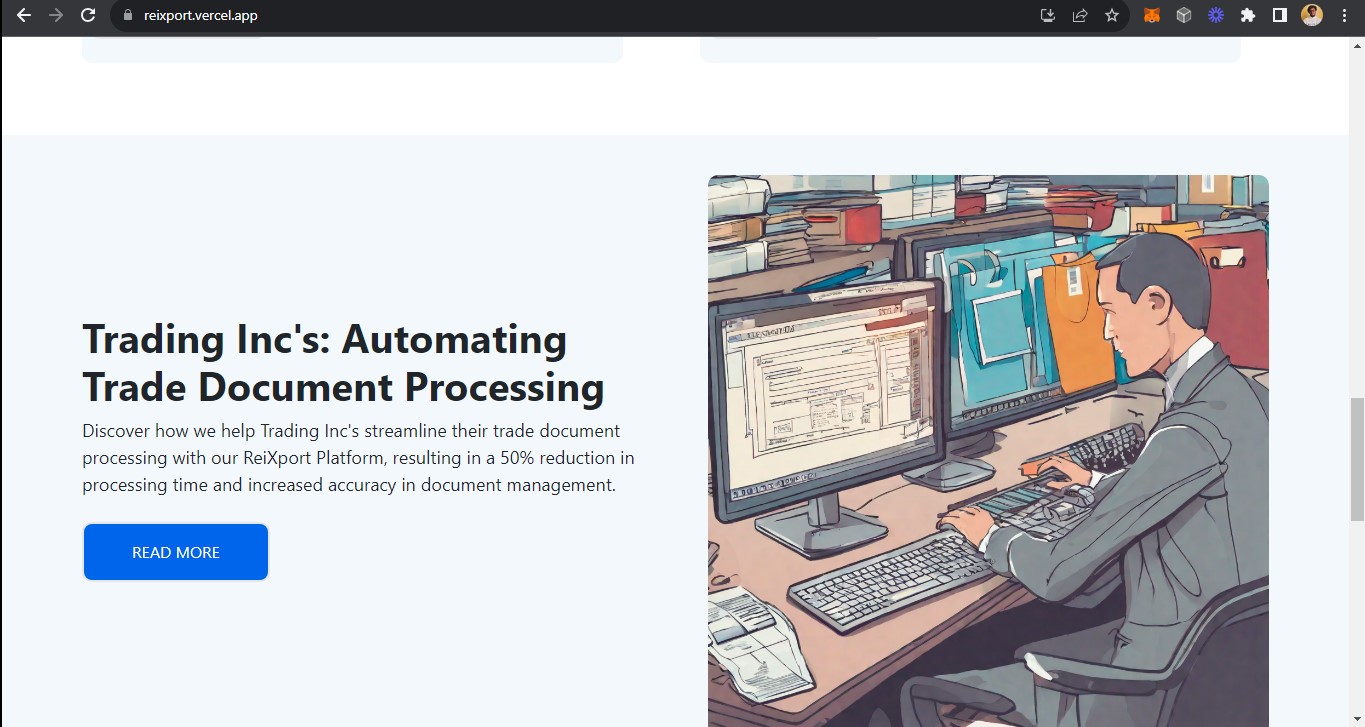 reixport.vercel.app
Trading Inc's: Automating
Trade Document Processing
Discover how we help Trading Inc's streamline their trade document
processing with our ReiXport Platform, resulting in a 50% reduction in
processing time and increased accuracy in document management.
READ MORE